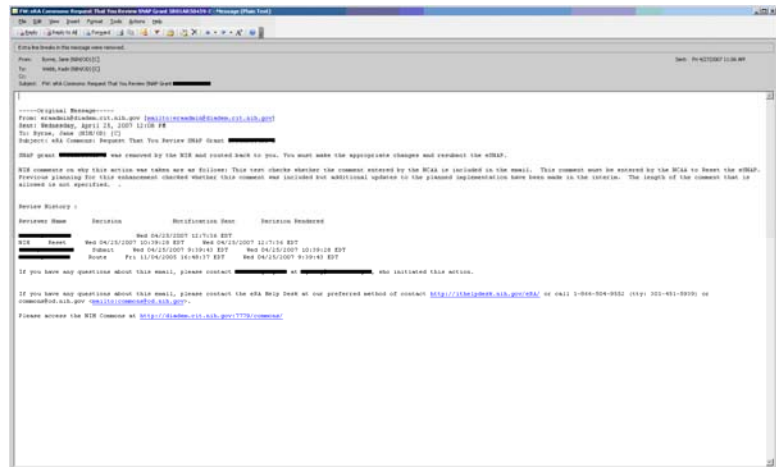 FW: eRA Commons: Request That You Review SNAP Grant - Message (Plain Text)
File Edit View Insert Format Tools Actions Help
Reply Reply to All Forward
Extra line breaks in this message were removed.
From: Byrne, Jane (NIH/OD) [C] Sent: Fri 4/27/2007 11:36 AM
To: (NIH/OD) [C]
Cc:
Subject: FW: eRA Commons: Request That You Review SNAP Grant
-----Original Message-----
From: eraadmin@diadem.cit.nih.gov [mailto:eraadmin@diadem.cit.nih.gov]
Sent: Wednesday, April 25, 2007 12:08 PM
To: Byrne, Jane (NIH/OD) [C]
Subject: eRA Commons: Request That You Review SNAP Grant
SNAP grant was removed by the NIH and routed back to you. You must make the appropriate changes and resubmit the eSNAP.
NIH comments on why this action was taken are as follows: This test checks whether the comment entered by the NCAA is included in the email. This comment must be entered by the NCAA to Reset the eSNAP.
Previous planning for this enhancement checked whether this comment was included but additional updates to the planned implementation have been made in the interim. The length of the comment that is
allowed is not specified. .
Review History :
Reviewer Name Decision Notification Sent Decision Rendered
Wed 04/25/2007 12:7:56 EDT
NIH Reset Wed 04/25/2007 10:39:28 EDT Wed 04/25/2007 12:7:56 EDT
Submit Wed 04/25/2007 9:39:43 EDT Wed 04/25/2007 10:39:28 EDT
Route Fri 11/04/2005 16:48:37 EDT Wed 04/25/2007 9:39:43 EDT
If you have any questions about this email, please contact at , who initiated this action.
If you have any questions about this email, please contact the eRA Help Desk at our preferred method of contact http://ithelpdesk.nih.gov/eRA/ or call 1-866-504-9552 (tty: 301-451-5939) or
commons@od.nih.gov <mailto:commons@od.nih.gov>.
Please access the NIH Commons at http://diadem.cit.nih.gov:7778/commons/